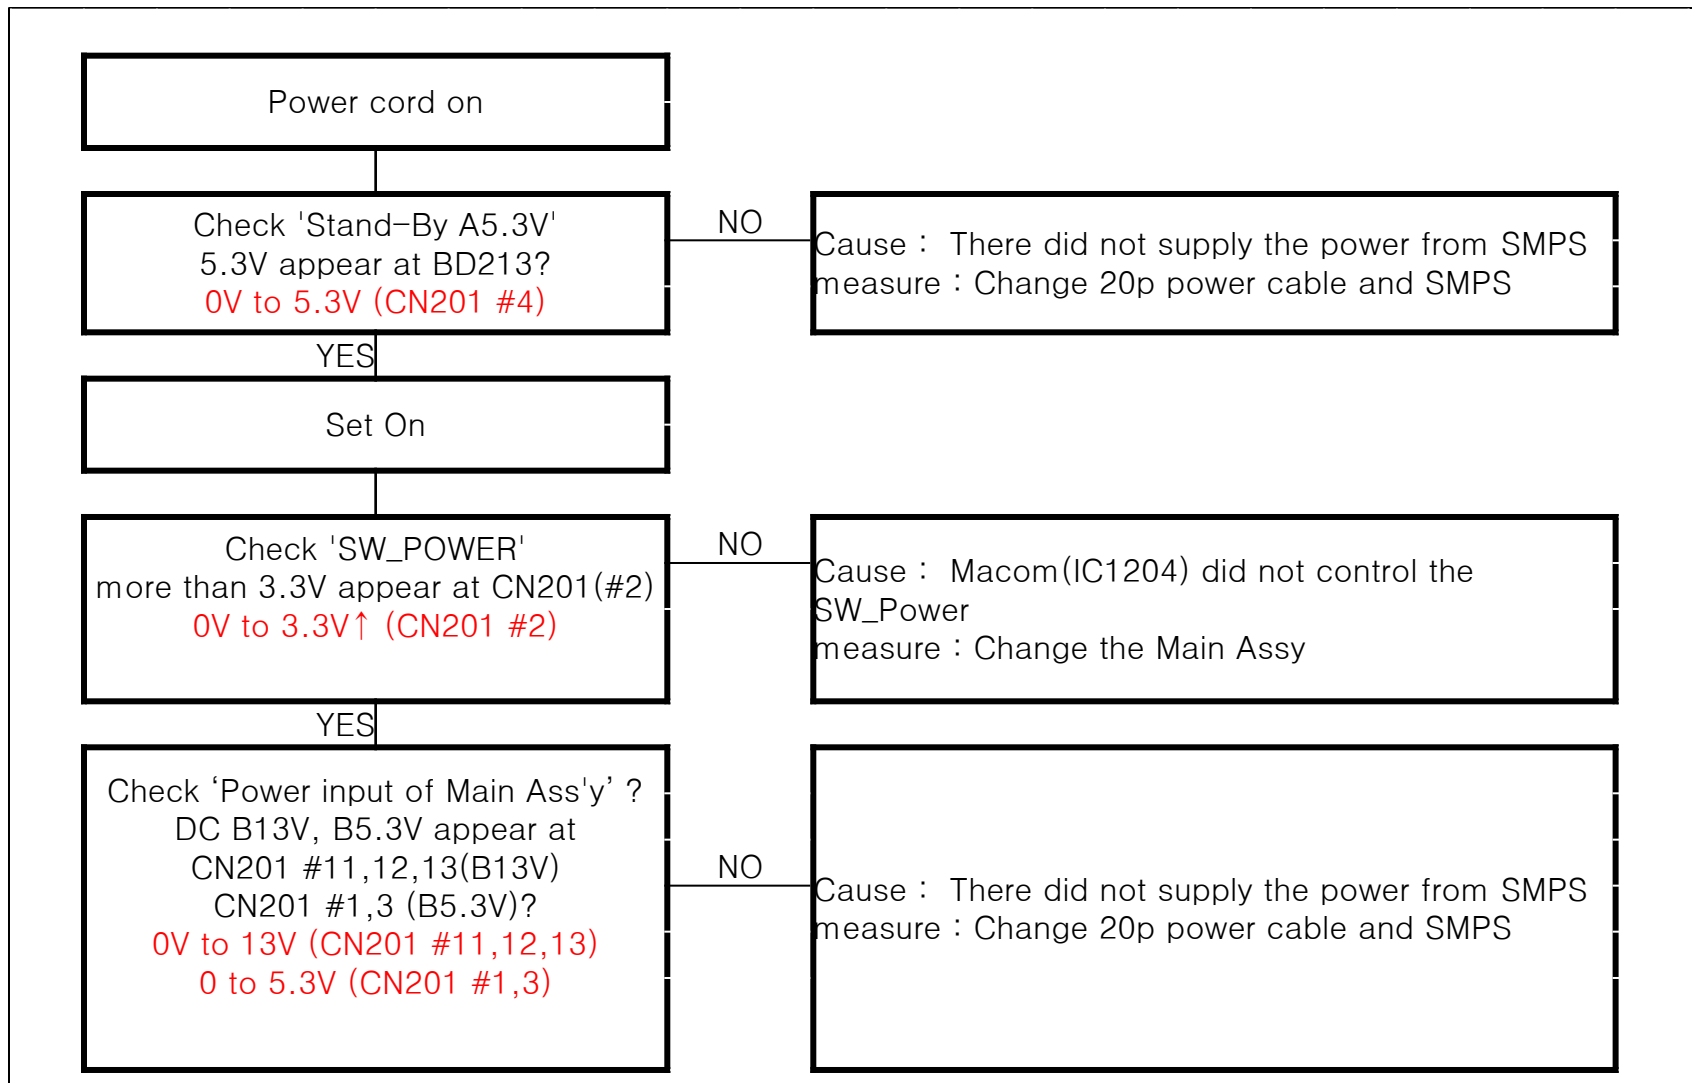 Power cord on
Check 'Stand-By A5.3V'
5.3V appear at BD213?
0V to 5.3V (CN201 #4)
NO
Cause : There did not supply the power from SMPS
measure : Change 20p power cable and SMPS
YES
Set On
Check 'SW_POWER'
more than 3.3V appear at CN201(#2)
0V to 3.3V↑ (CN201 #2)
NO
Cause : Macom(IC1204) did not control the
SW_Power
measure : Change the Main Assy
YES
Check ‘Power input of Main Ass'y’ ?
DC B13V, B5.3V appear at
CN201 #11,12,13(B13V)
CN201 #1,3 (B5.3V)?
0V to 13V (CN201 #11,12,13)
0 to 5.3V (CN201 #1,3)
NO
Cause : There did not supply the power from SMPS
measure : Change 20p power cable and SMPS